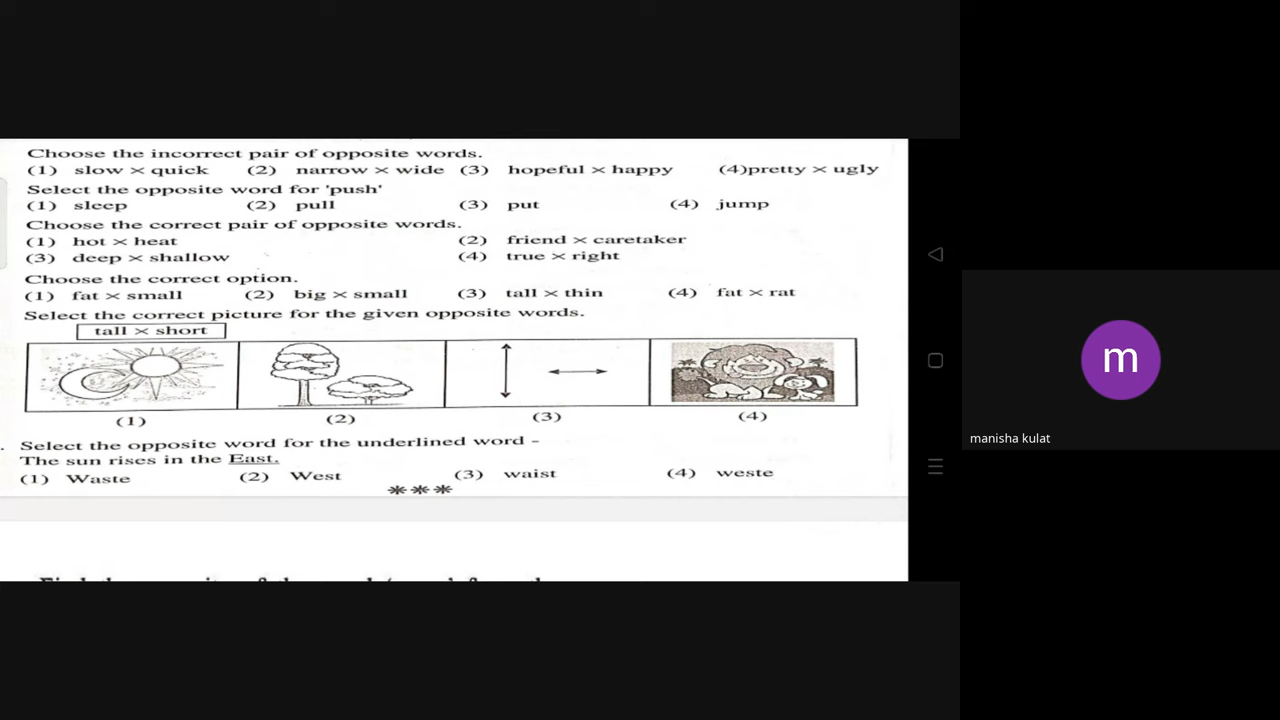 Choose the incorrect pair of opposite words.
(1) slow × quick (2) narrow × wide (3) hopeful × happy (4)pretty × ugly
Select the opposite word for 'push'
(1) sleep (2) pull (3) put (4) jump
Choose the correct pair of opposite words.
(1) hot × heat (2) friend × caretaker
(3) deep × shallow (4) true × right
Choose the correct option.
(1) fat × small (2) big × small (3) tall × thin (4) fat × rat
Select the correct picture for the given opposite words.
tall × short
(1) (2) (3) (4)
. Select the opposite word for the underlined word -
The sun rises in the East.
(1) Waste (2) West (3) waist (4) weste
***
m
manisha kulat